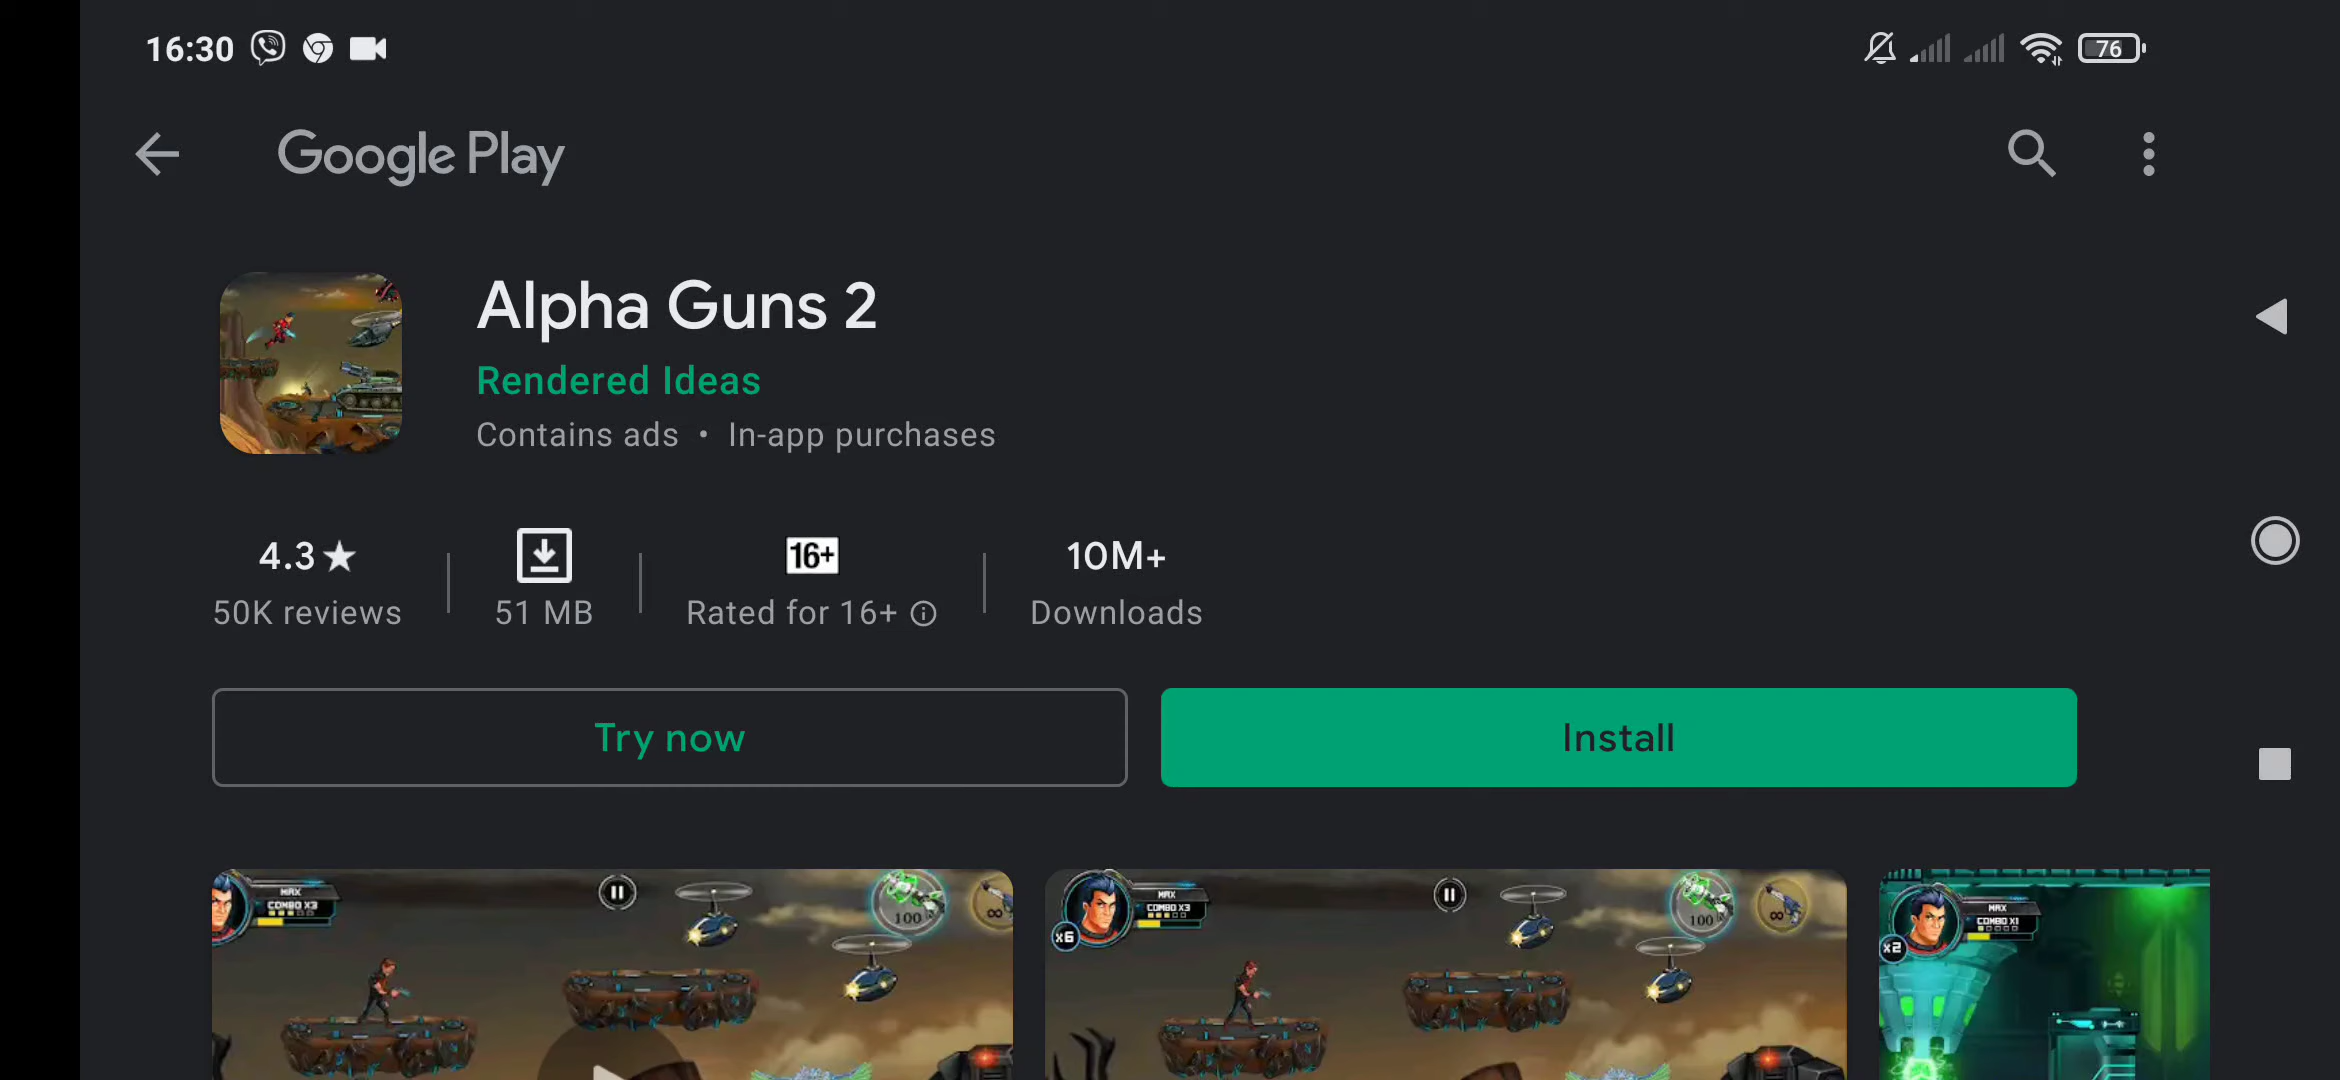 16:30
76
Google Play
Alpha Guns 2
Rendered Ideas
Contains ads • In-app purchases
4.3★
50K reviews
51 MB
16+
Rated for 16+
10M+
Downloads
Try now
Install
MAX
COMBO X3
100
∞
MAX
COMBO X3
x6
100
∞
MAX
COMBO X1
x2